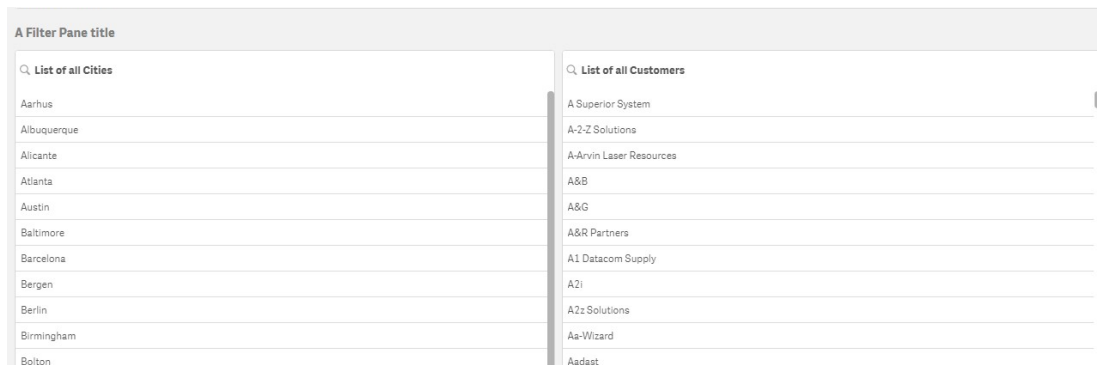 A Filter Pane title
List of all Cities
Aarhus
Albuquerque
Alicante
Atlanta
Austin
Baltimore
Barcelona
Bergen
Berlin
Birmingham
Bolton
List of all Customers
A Superior System
A-2-Z Solutions
A-Arvin Laser Resources
A&B
A&G
A&R Partners
A1 Datacom Supply
A2i
A2z Solutions
Aa-Wizard
Aadast